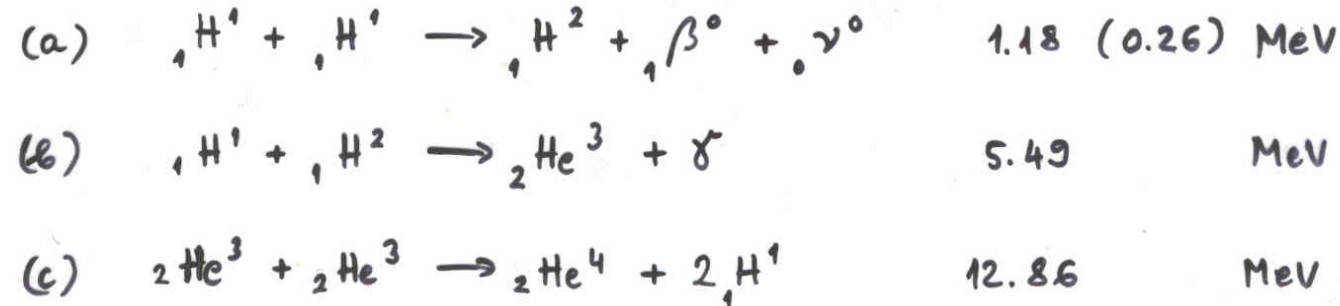 (a) ₁H¹ + ₁H¹ → ₁H² + ₁β⁰ + ₀ν⁰ 1.18 (0.26) MeV
(b) ₁H¹ + ₁H² → ₂He³ + γ 5.49 MeV
(c) ₂He³ + ₂He³ → ₂He⁴ + 2 ₁H¹ 12.86 MeV